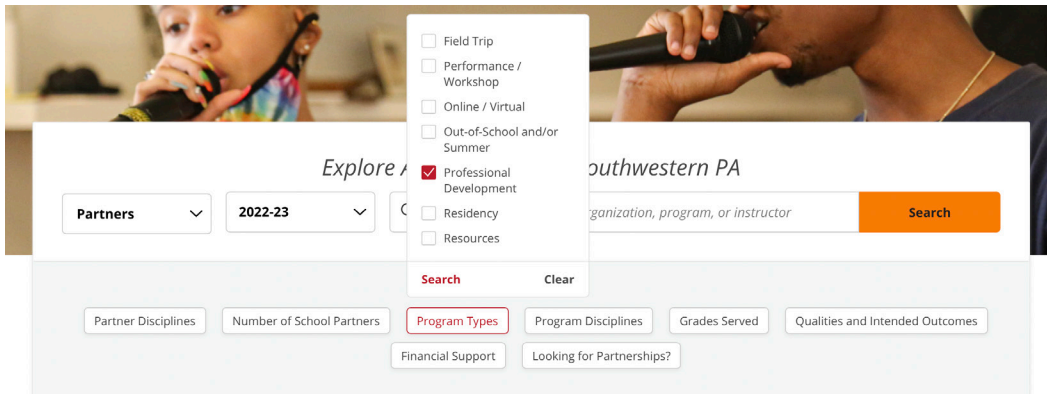 Field Trip
Performance /
Workshop
Online / Virtual
Out-of-School and/or
Summer
Professional
Development
Residency
Resources
Search Clear
Explore
outhwestern PA
Partners
2022-23
organization, program, or instructor
Search
Partner Disciplines
Number of School Partners
Program Types
Program Disciplines
Grades Served
Qualities and Intended Outcomes
Financial Support
Looking for Partnerships?